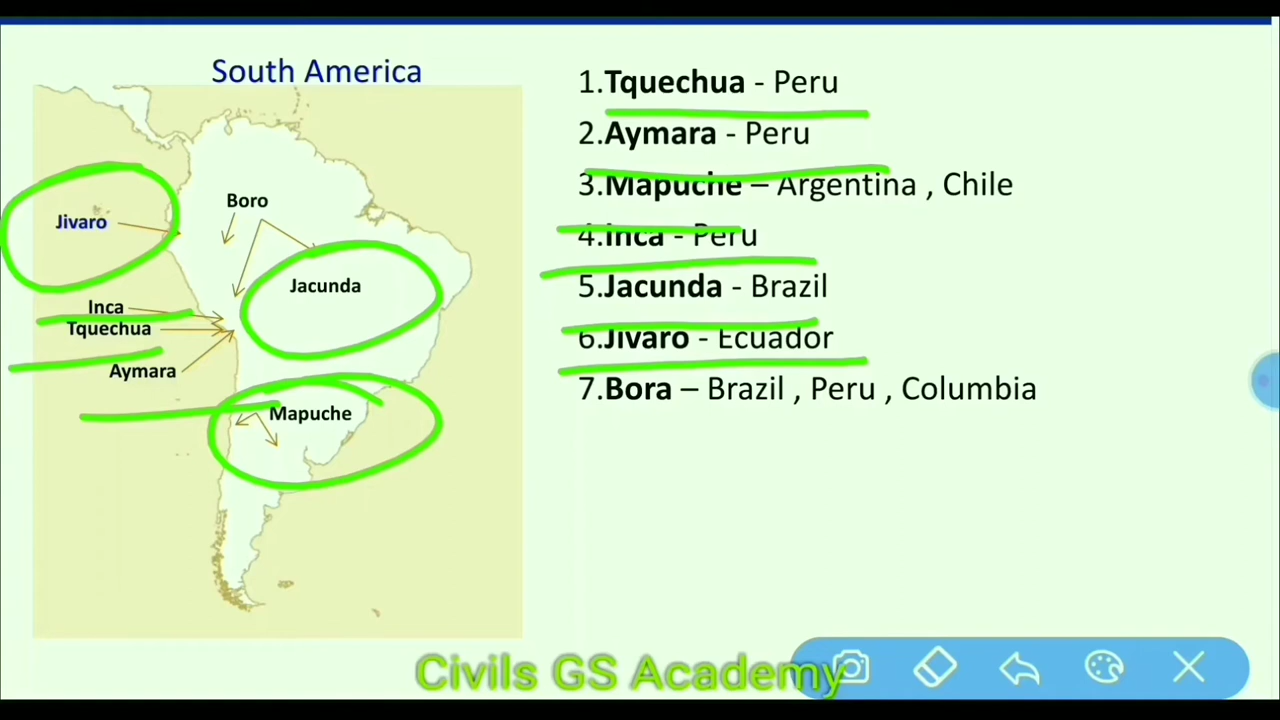 South America
Boro
Jivaro
Jacunda
Inca
Tquechua
Aymara
Mapuche
1.Tquechua - Peru
2.Aymara - Peru
3.Mapuche – Argentina , Chile
4.Inca - Peru
5.Jacunda - Brazil
6.Jivaro - Ecuador
7.Bora – Brazil , Peru , Columbia
Civils GS Academy